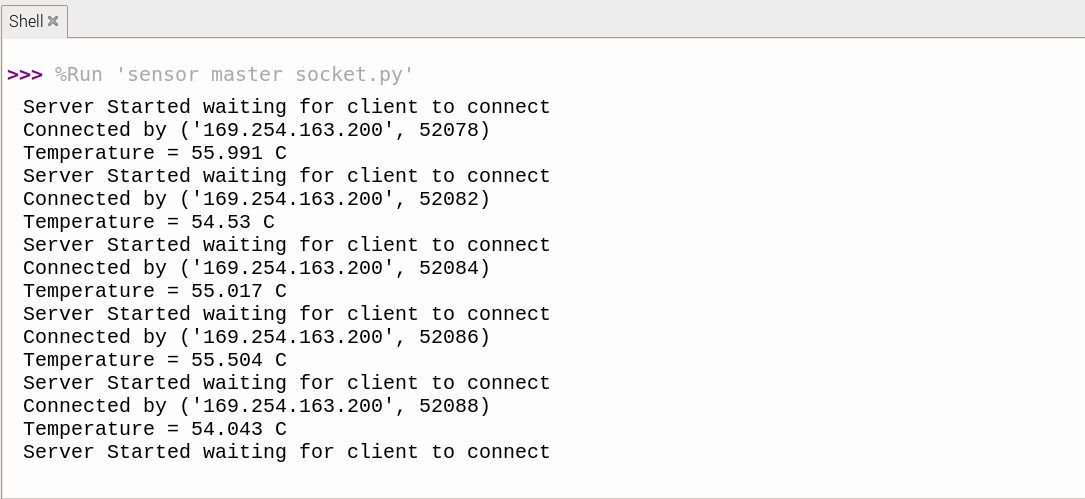 Shell
>>> %Run 'sensor master socket.py'
Server Started waiting for client to connect
Connected by ('169.254.163.200', 52078)
Temperature = 55.991 C
Server Started waiting for client to connect
Connected by ('169.254.163.200', 52082)
Temperature = 54.53 C
Server Started waiting for client to connect
Connected by ('169.254.163.200', 52084)
Temperature = 55.017 C
Server Started waiting for client to connect
Connected by ('169.254.163.200', 52086)
Temperature = 55.504 C
Server Started waiting for client to connect
Connected by ('169.254.163.200', 52088)
Temperature = 54.043 C
Server Started waiting for client to connect